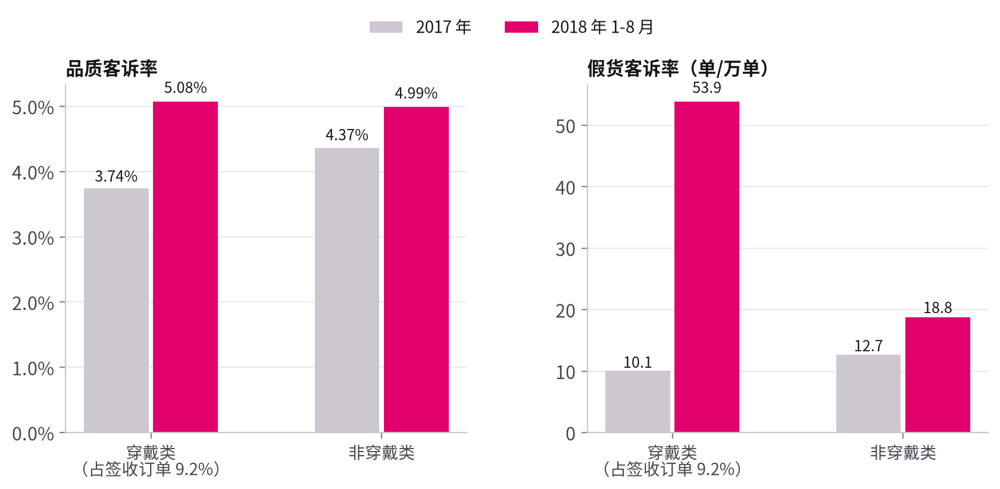 2017 年
2018 年 1-8 月
品质客诉率
5.0%
4.0%
3.0%
2.0%
1.0%
0.0%
3.74%
5.08%
4.37%
4.99%
穿戴类
（占签收订单 9.2%）
非穿戴类
假货客诉率（单/万单）
50
40
30
20
10
0
10.1
53.9
12.7
18.8
穿戴类
（占签收订单 9.2%）
非穿戴类